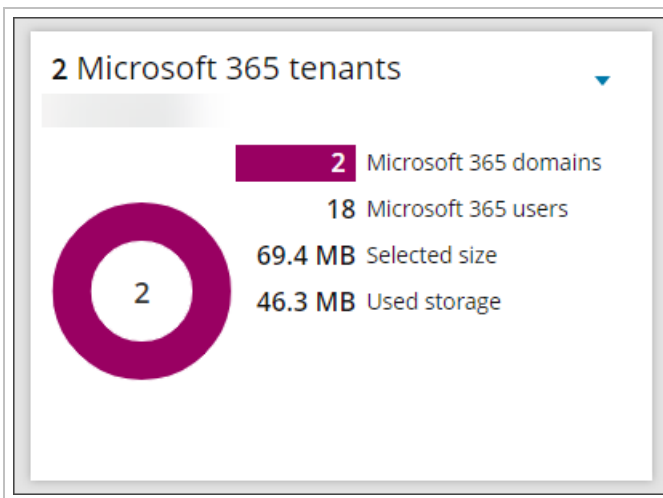 2 Microsoft 365 tenants
2 Microsoft 365 domains
18 Microsoft 365 users
69.4 MB Selected size
2
46.3 MB Used storage